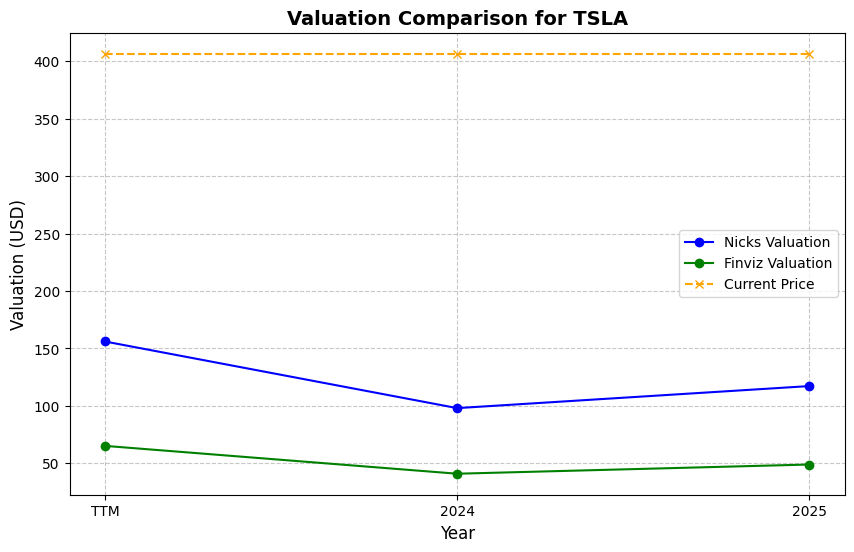 Valuation Comparison for TSLA
Valuation (USD)
400
350
300
250
200
150
100
50
Nicks Valuation
Finviz Valuation
Current Price
TTM
2024
2025
Year